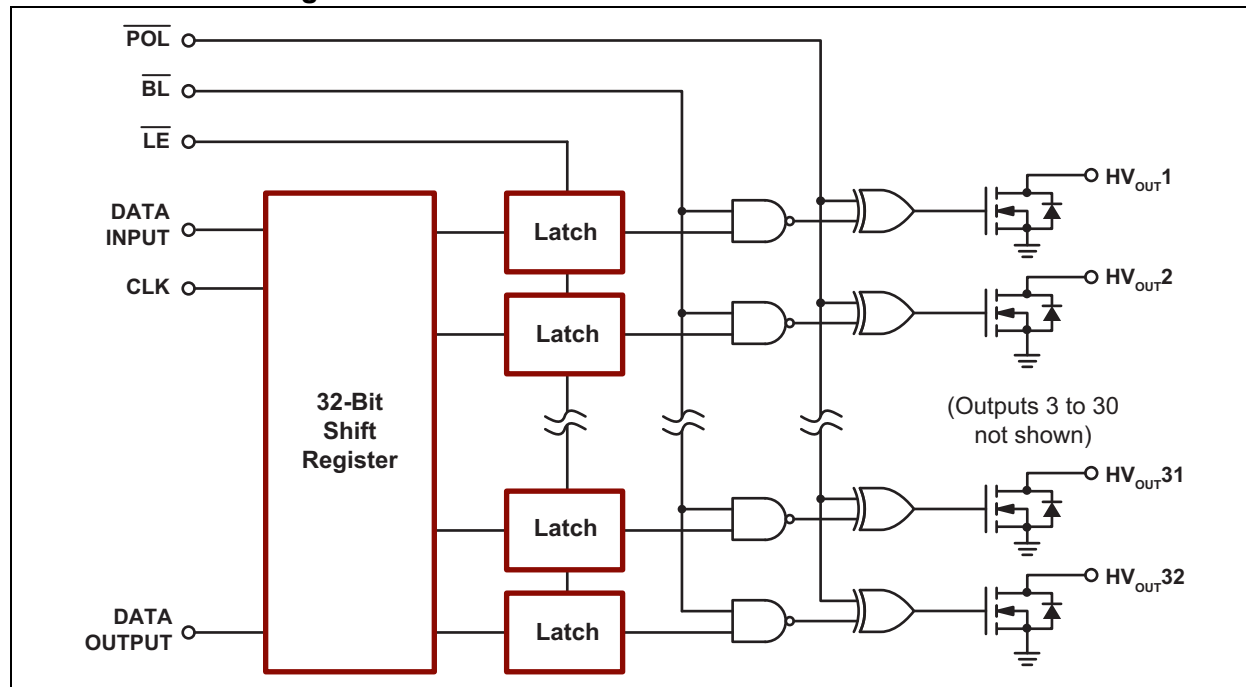 POL
BL
LE
DATA
INPUT
CLK
32-Bit
Shift
Register
DATA
OUTPUT
Latch
Latch
Latch
Latch
HVOUT1
HVOUT2
(Outputs 3 to 30
not shown)
HVOUT31
HVOUT32